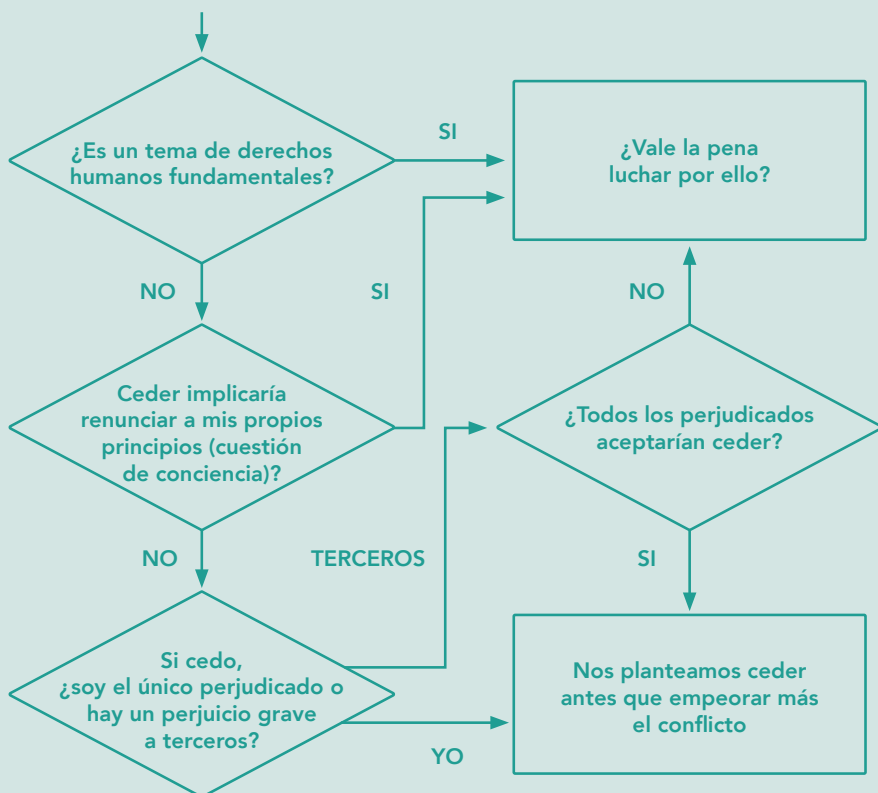 ¿Es un tema de derechos
humanos fundamentales?
SI
¿Vale la pena
luchar por ello?
NO
SI
NO
Ceder implicaría
renunciar a mis propios
principios (cuestión
de conciencia)?
¿Todos los perjudicados
aceptarían ceder?
NO
TERCEROS
SI
Si cedo,
¿soy el único perjudicado o
hay un perjuicio grave
a terceros?
Nos planteamos ceder
antes que empeorar más
el conflicto
YO